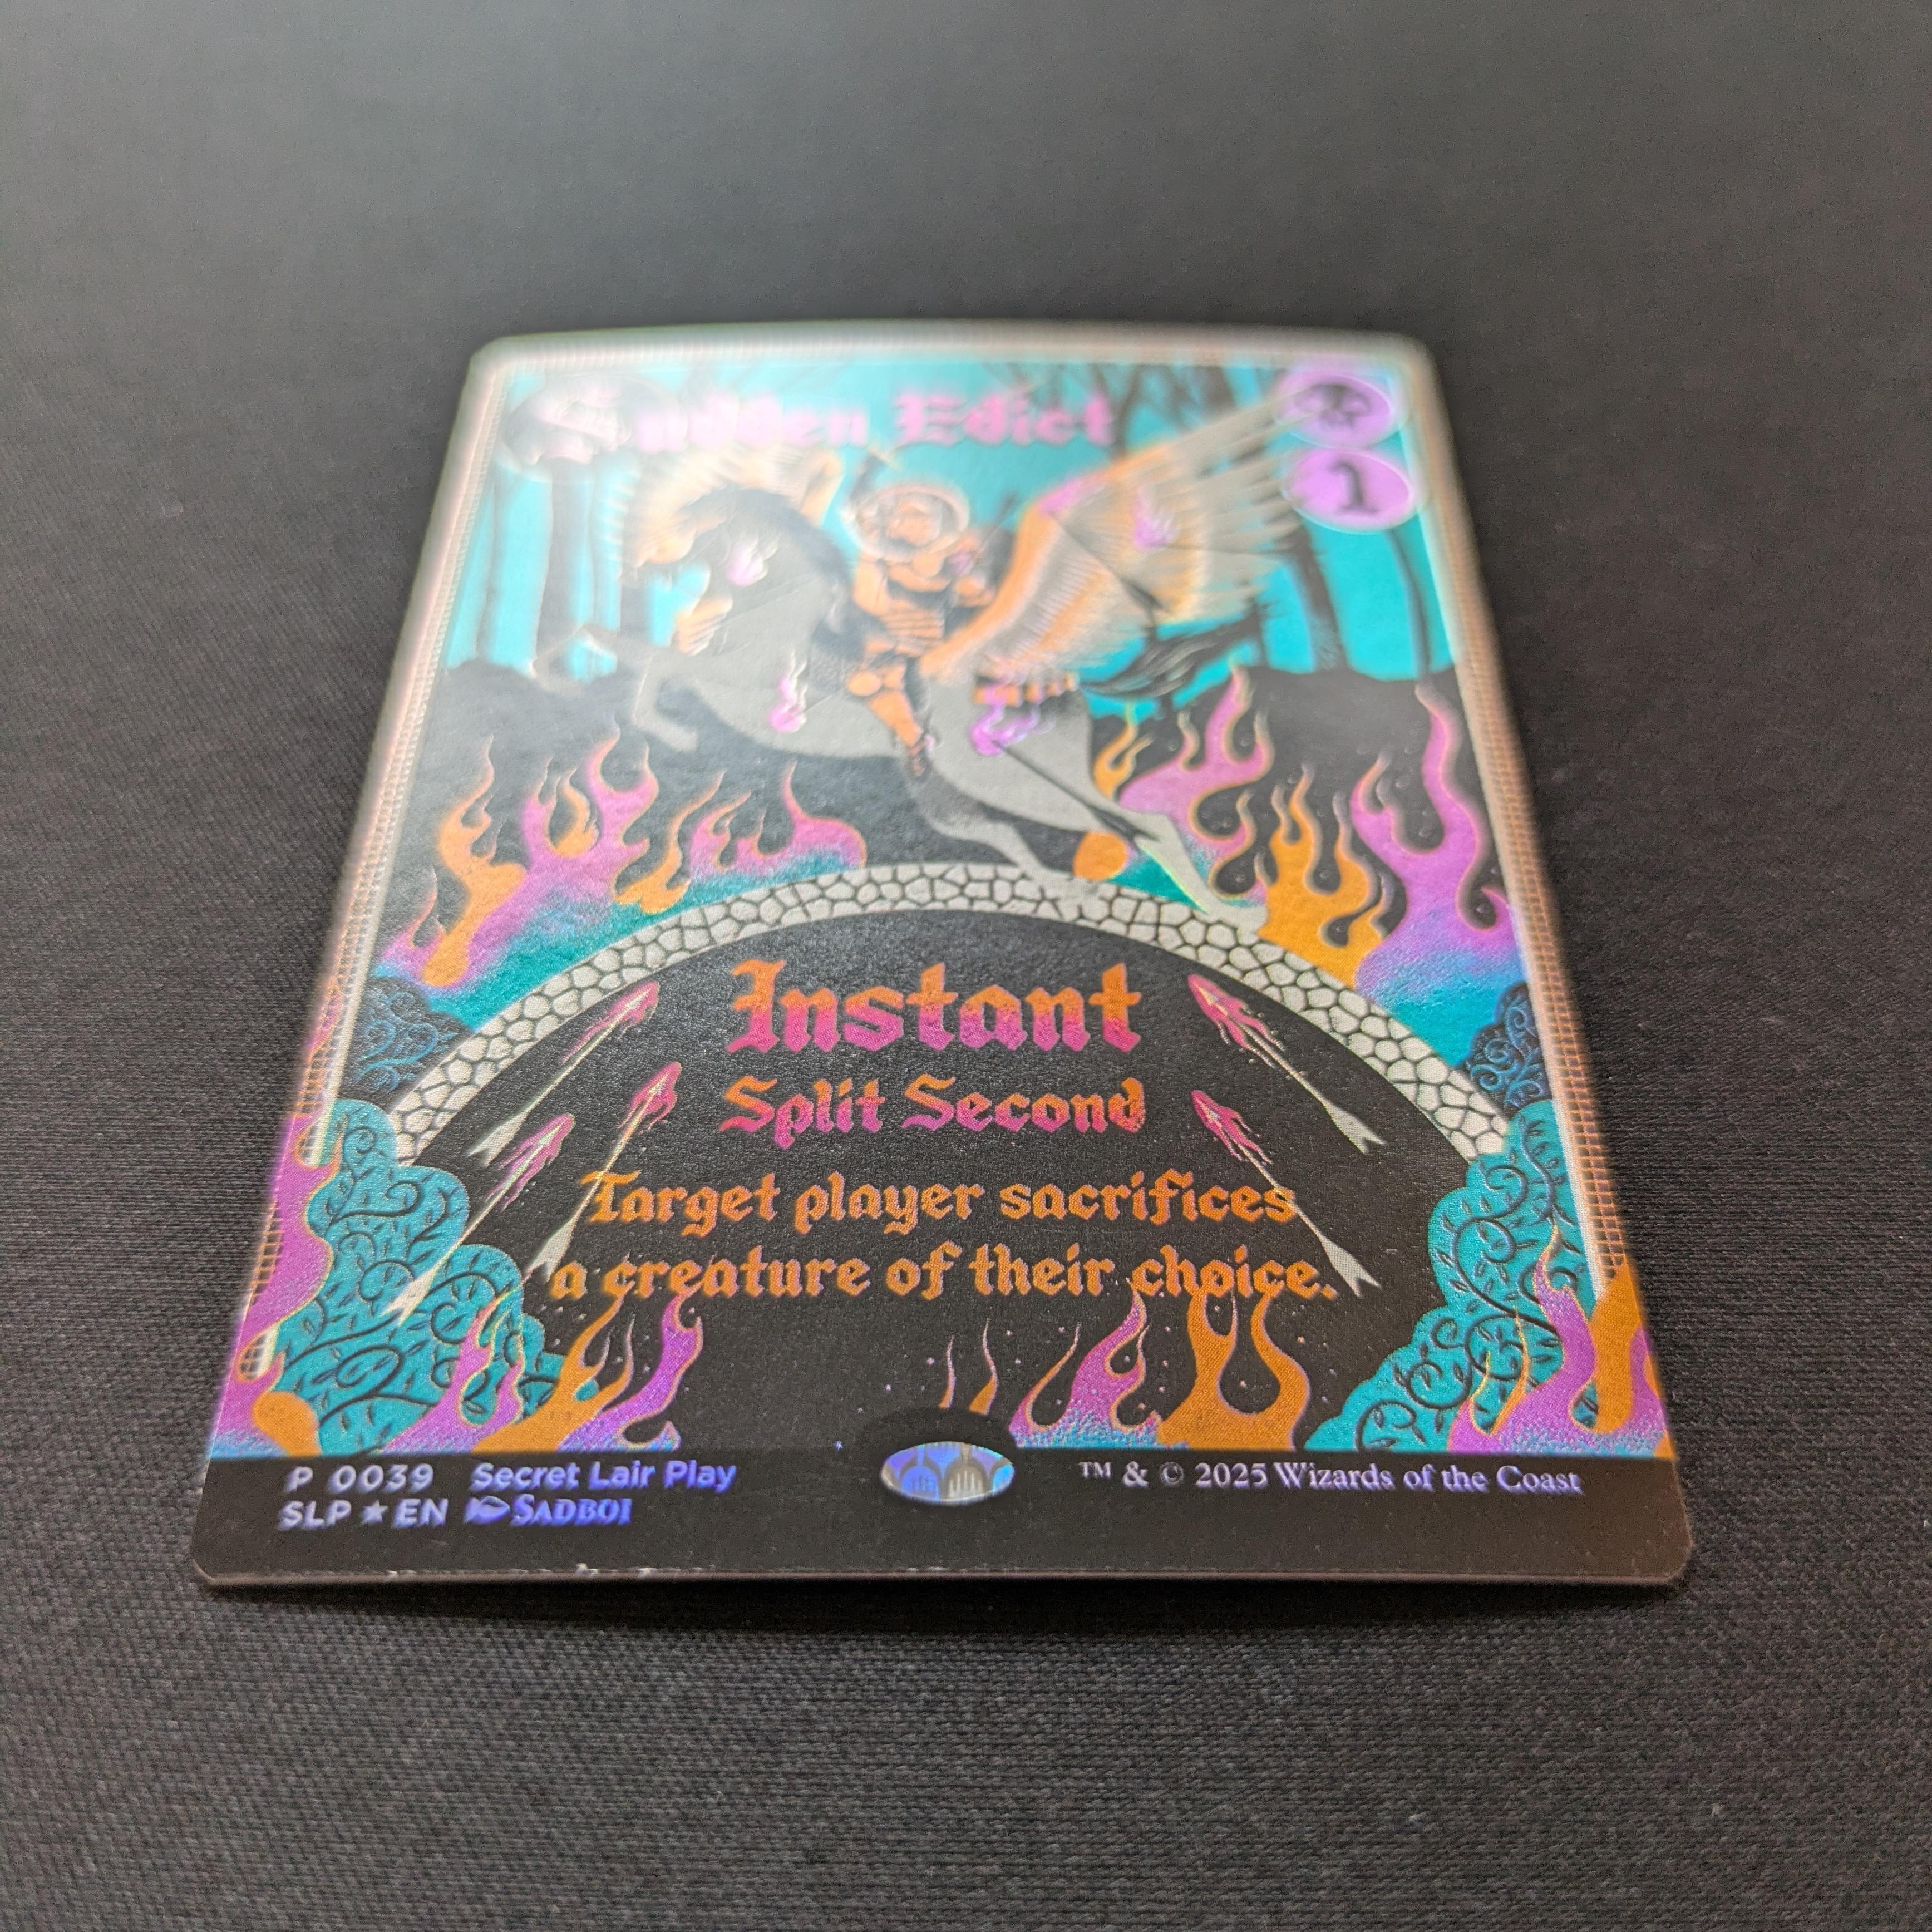 Sudden Edict
1
Instant
Split Second
Target player sacrifices
a creature of their choice.
P 0039 Secret Lair Play
SLP ★ EN SADBOI
™ & © 2025 Wizards of the Coast